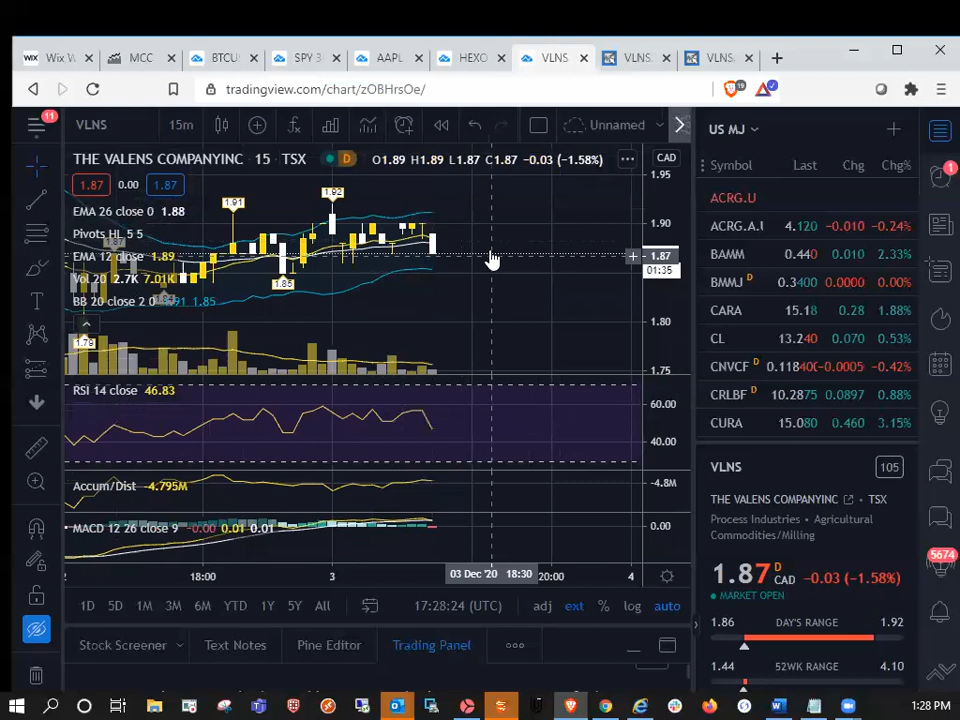 WIX Wix W
MCC
BTCUS
SPY 3
AAPL
HEXO
VLNS
VLNS.
VLNS.
tradingview.com/chart/zOBHrsOe/
19
11
VLNS 15m
Unnamed
THE VALENS COMPANYINC · 15 · TSX
D O1.89 H1.89 L1.87 C1.87 -0.03 (-1.58%)
CAD
1.87 0.00 1.87
EMA 26 close 0 1.88
Pivots HL 5 5
EMA 12 close 1.89
Vol 20 2.7K 7.01K
BB 20 close 2 0 1.91 1.85
1.91
1.92
1.87
1.85
1.79
1.95
1.90
1.87
01:35
1.80
1.75
RSI 14 close 46.83
60.00
40.00
Accum/Dist -4.795M
-4.8M
MACD 12 26 close 9 -0.00 0.01 0.01
0.00
18:00 3 03 Dec '20 18:30 20:00 4
1D 5D 1M 3M 6M YTD 1Y 5Y All
17:28:24 (UTC) adj ext % log auto
Stock Screener Text Notes Pine Editor Trading Panel
US MJ
Symbol Last Chg Chg%
ACRG.U
ACRG.A.U 4.120 -0.010 -0.24%
BAMM 0.440 0.010 2.33%
BMMJ D 0.3400 0.0000 0.00%
CARA 15.18 0.28 1.88%
CL 13.240 0.070 0.53%
CNVCF D 0.118400 -0.0005 -0.42%
CRLBF D 10.2875 0.0897 0.88%
CURA 15.080 0.460 3.15%
VLNS 105
THE VALENS COMPANYINC · TSX
Process Industries · Agricultural
Commodities/Milling
1.87 D CAD -0.03 (-1.58%)
MARKET OPEN
1.86 DAY'S RANGE 1.92
1.44 52WK RANGE 4.10
1
5674
1:28 PM